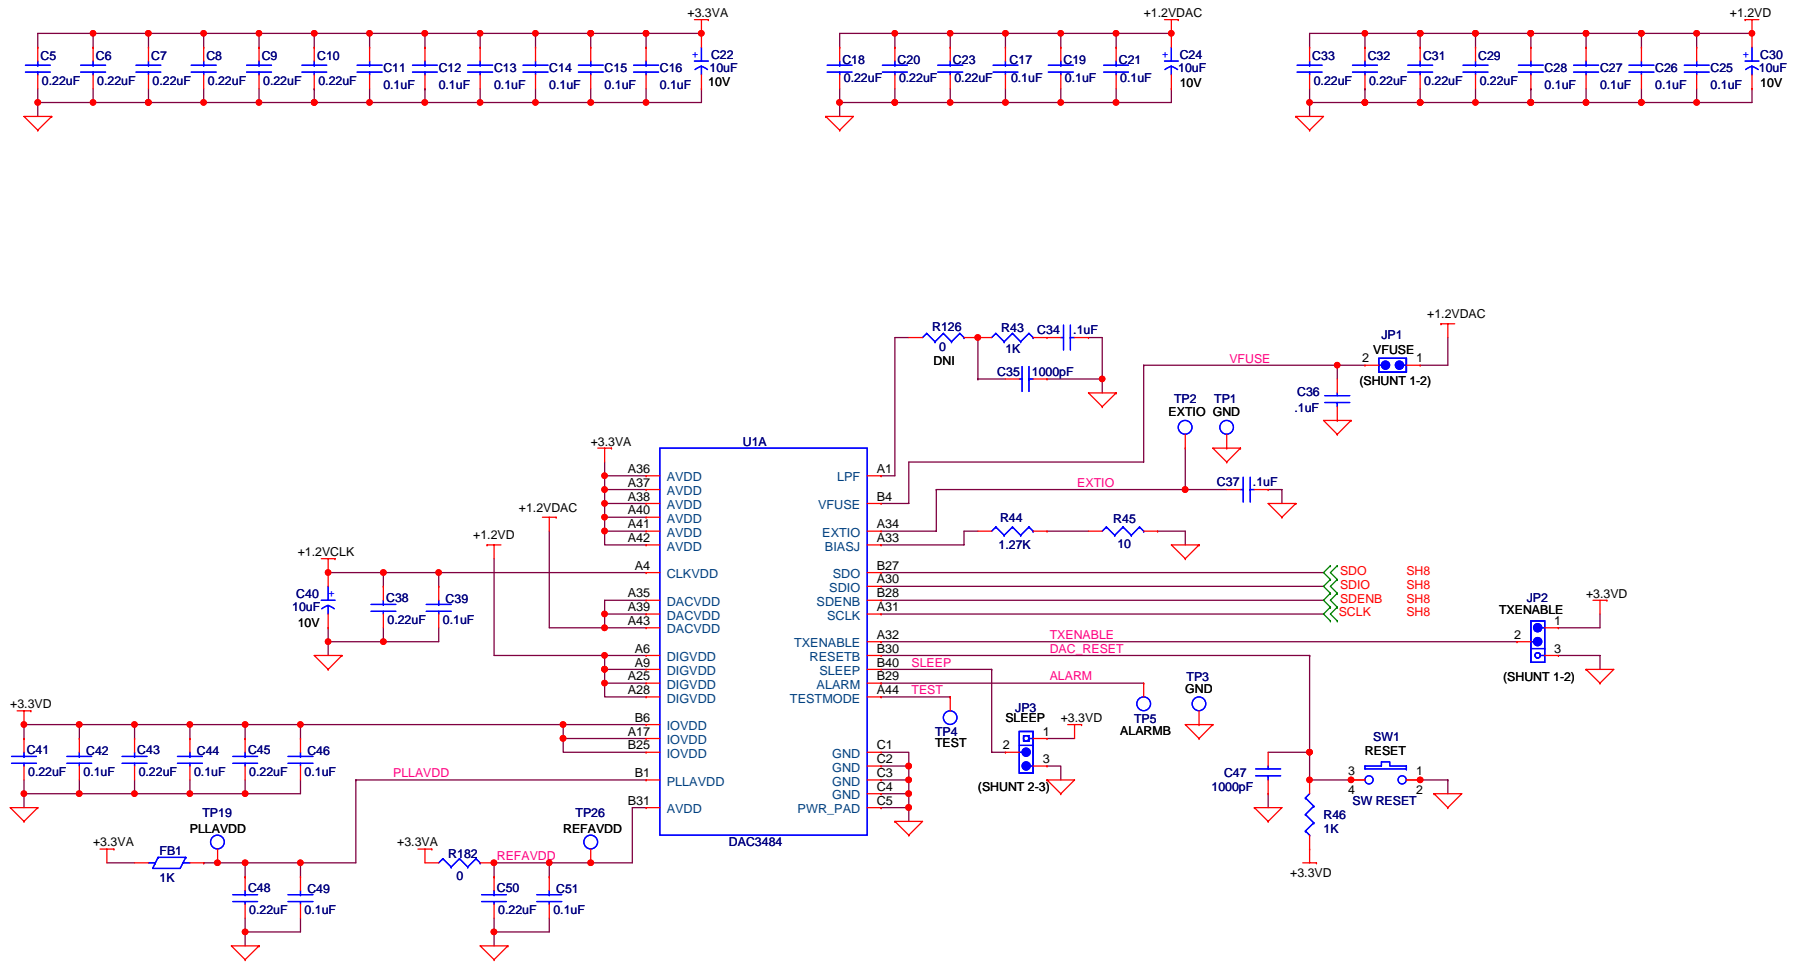 +3.3VA
+1.2VDAC
+1.2VD
C5 C6 C7 C8 C9 C10 C11 C12 C13 C14 C15 C16 C22
0.22uF 0.22uF 0.22uF 0.22uF 0.22uF 0.22uF 0.1uF 0.1uF 0.1uF 0.1uF 0.1uF 0.1uF + 10uF
10V
C18 C20 C23 C17 C19 C21 C24
0.22uF 0.22uF 0.22uF 0.1uF 0.1uF 0.1uF + 10uF
10V
C33 C32 C31 C29 C28 C27 C26 C25 C30
0.22uF 0.22uF 0.22uF 0.22uF 0.1uF 0.1uF 0.1uF 0.1uF + 10uF
10V
R126
0
DNI
R43
1K
C34 .1uF
C35 1000pF
+1.2VDAC
JP1
VFUSE
2 1
(SHUNT 1-2)
VFUSE
C36
.1uF
TP2
EXTIO
TP1
GND
EXTIO
C37 .1uF
R44
1.27K
R45
10
U1A
+3.3VA
A36 AVDD
A37 AVDD
A38 AVDD
A40 AVDD
A41 AVDD
A42 AVDD
+1.2VDAC
+1.2VD
+1.2VCLK
A4 CLKVDD
A35 DACVDD
A39 DACVDD
A43 DACVDD
A6 DIGVDD
A9 DIGVDD
A25 DIGVDD
A28 DIGVDD
B6 IOVDD
A17 IOVDD
B25 IOVDD
B1 PLLAVDD
B31 AVDD
LPF A1
VFUSE B4
EXTIO A34
BIASJ A33
SDO B27
SDIO A30
SDENB B28
SCLK A31
TXENABLE A32
RESETB B30
SLEEP B40
ALARM B29
TESTMODE A44
GND C1
GND C2
GND C3
GND C4
PWR_PAD C5
DAC3484
C40
10uF +
10V
C38
0.22uF
C39
0.1uF
SDO SH8
SDIO SH8
SDENB SH8
SCLK SH8
TXENABLE
DAC_RESET
SLEEP
ALARM
TEST
JP2
TXENABLE
+3.3VD
1
2
3
(SHUNT 1-2)
TP3
GND
TP4
TEST
TP5
ALARMB
JP3
SLEEP
+3.3VD
1
2
3
(SHUNT 2-3)
C47
1000pF
SW1
RESET
3 1
4 2
SW RESET
R46
1K
+3.3VD
+3.3VD
C41 C42 C43 C44 C45 C46
0.22uF 0.1uF 0.22uF 0.1uF 0.22uF 0.1uF
PLLAVDD
TP19
PLLAVDD
+3.3VA
FB1
1K
C48
0.22uF
C49
0.1uF
TP26
REFAVDD
+3.3VA
R182
0
REFAVDD
C50
0.22uF
C51
0.1uF